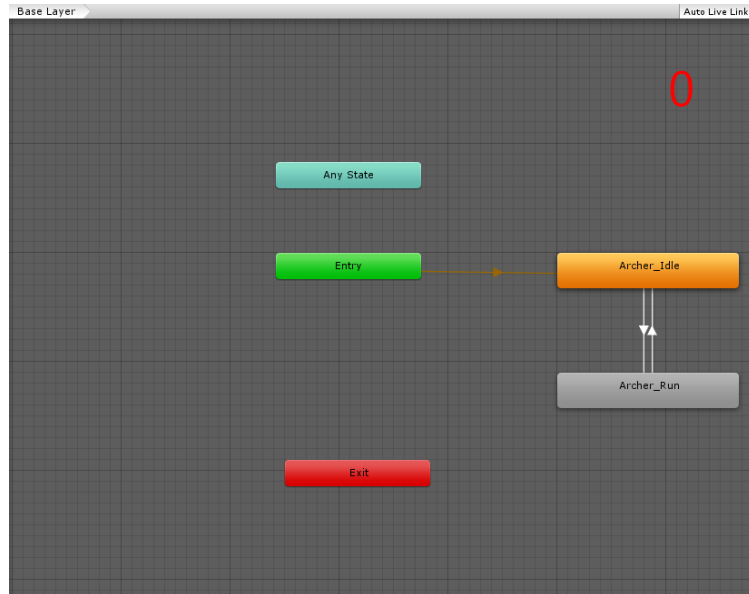 Base Layer
Auto Live Link
0
Any State
Entry
Archer_Idle
Archer_Run
Exit